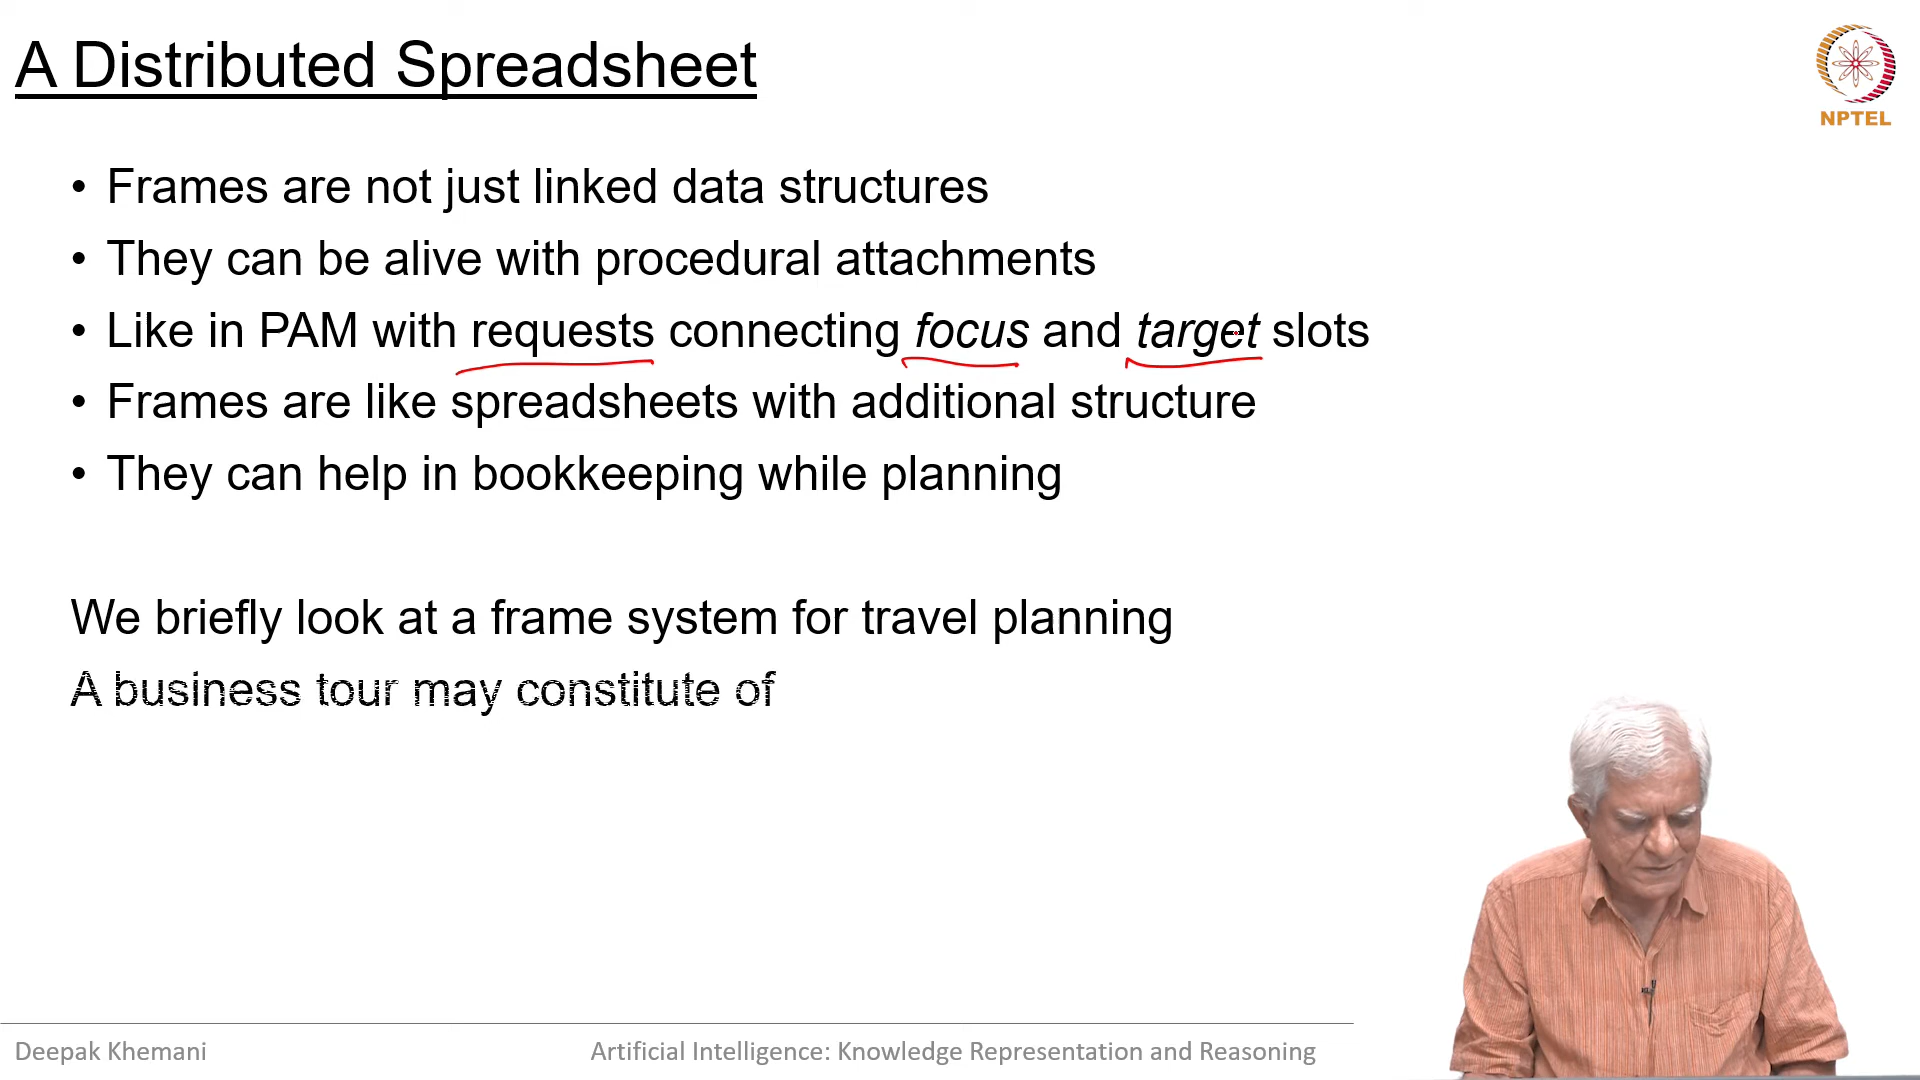 A Distributed Spreadsheet
NPTEL
• Frames are not just linked data structures
• They can be alive with procedural attachments
• Like in PAM with requests connecting focus and target slots
• Frames are like spreadsheets with additional structure
• They can help in bookkeeping while planning
We briefly look at a frame system for travel planning
A business tour may constitute of
Deepak Khemani
Artificial Intelligence: Knowledge Representation and Reasoning